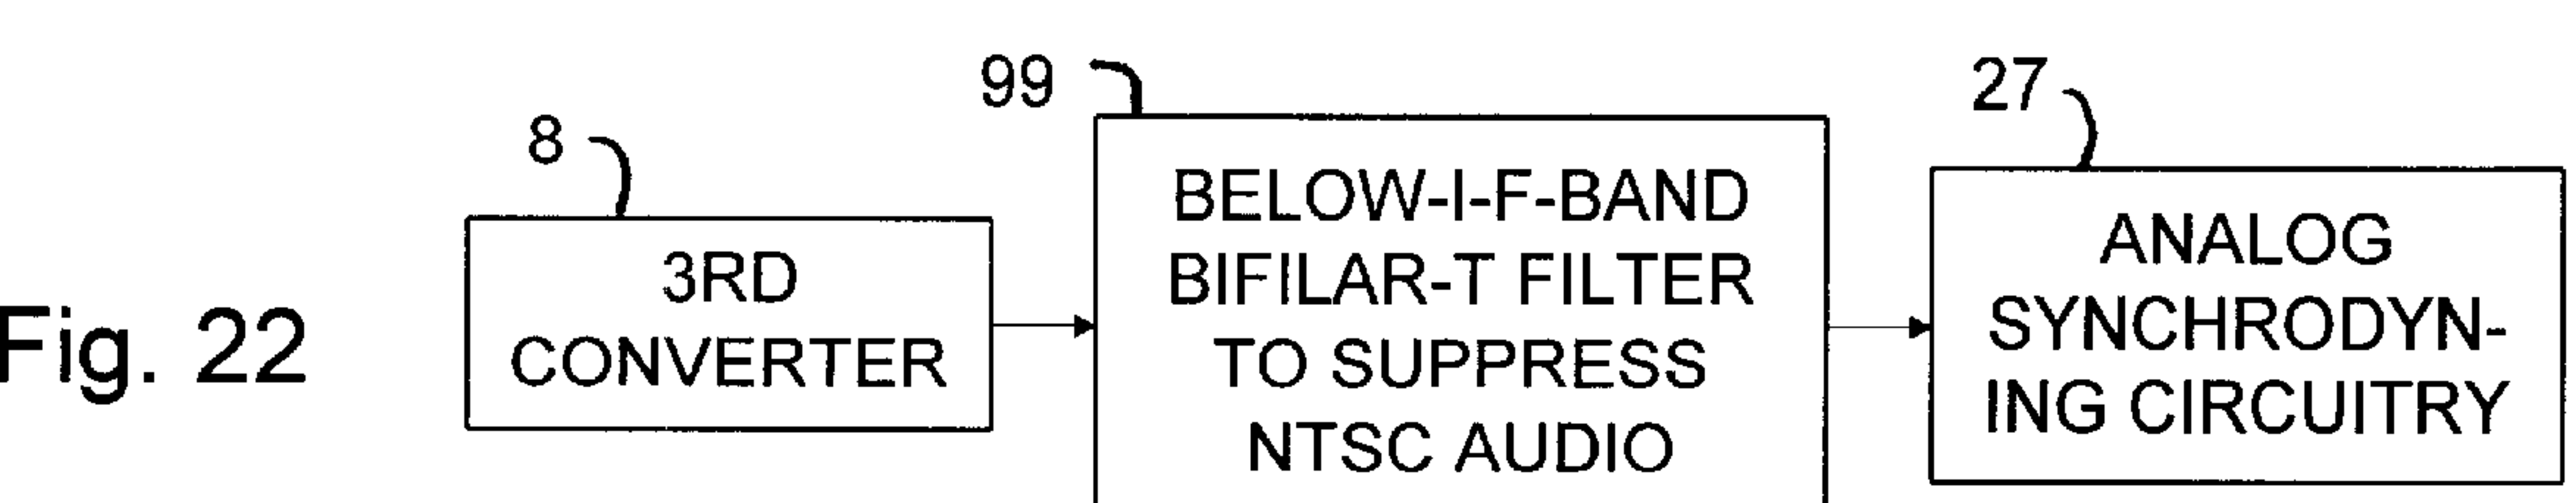 Fig. 22
8
3RD
CONVERTER
99
BELOW-I-F-BAND
BIFILAR-T FILTER
TO SUPPRESS
NTSC AUDIO
27
ANALOG
SYNCHRODYN-
ING CIRCUITRY